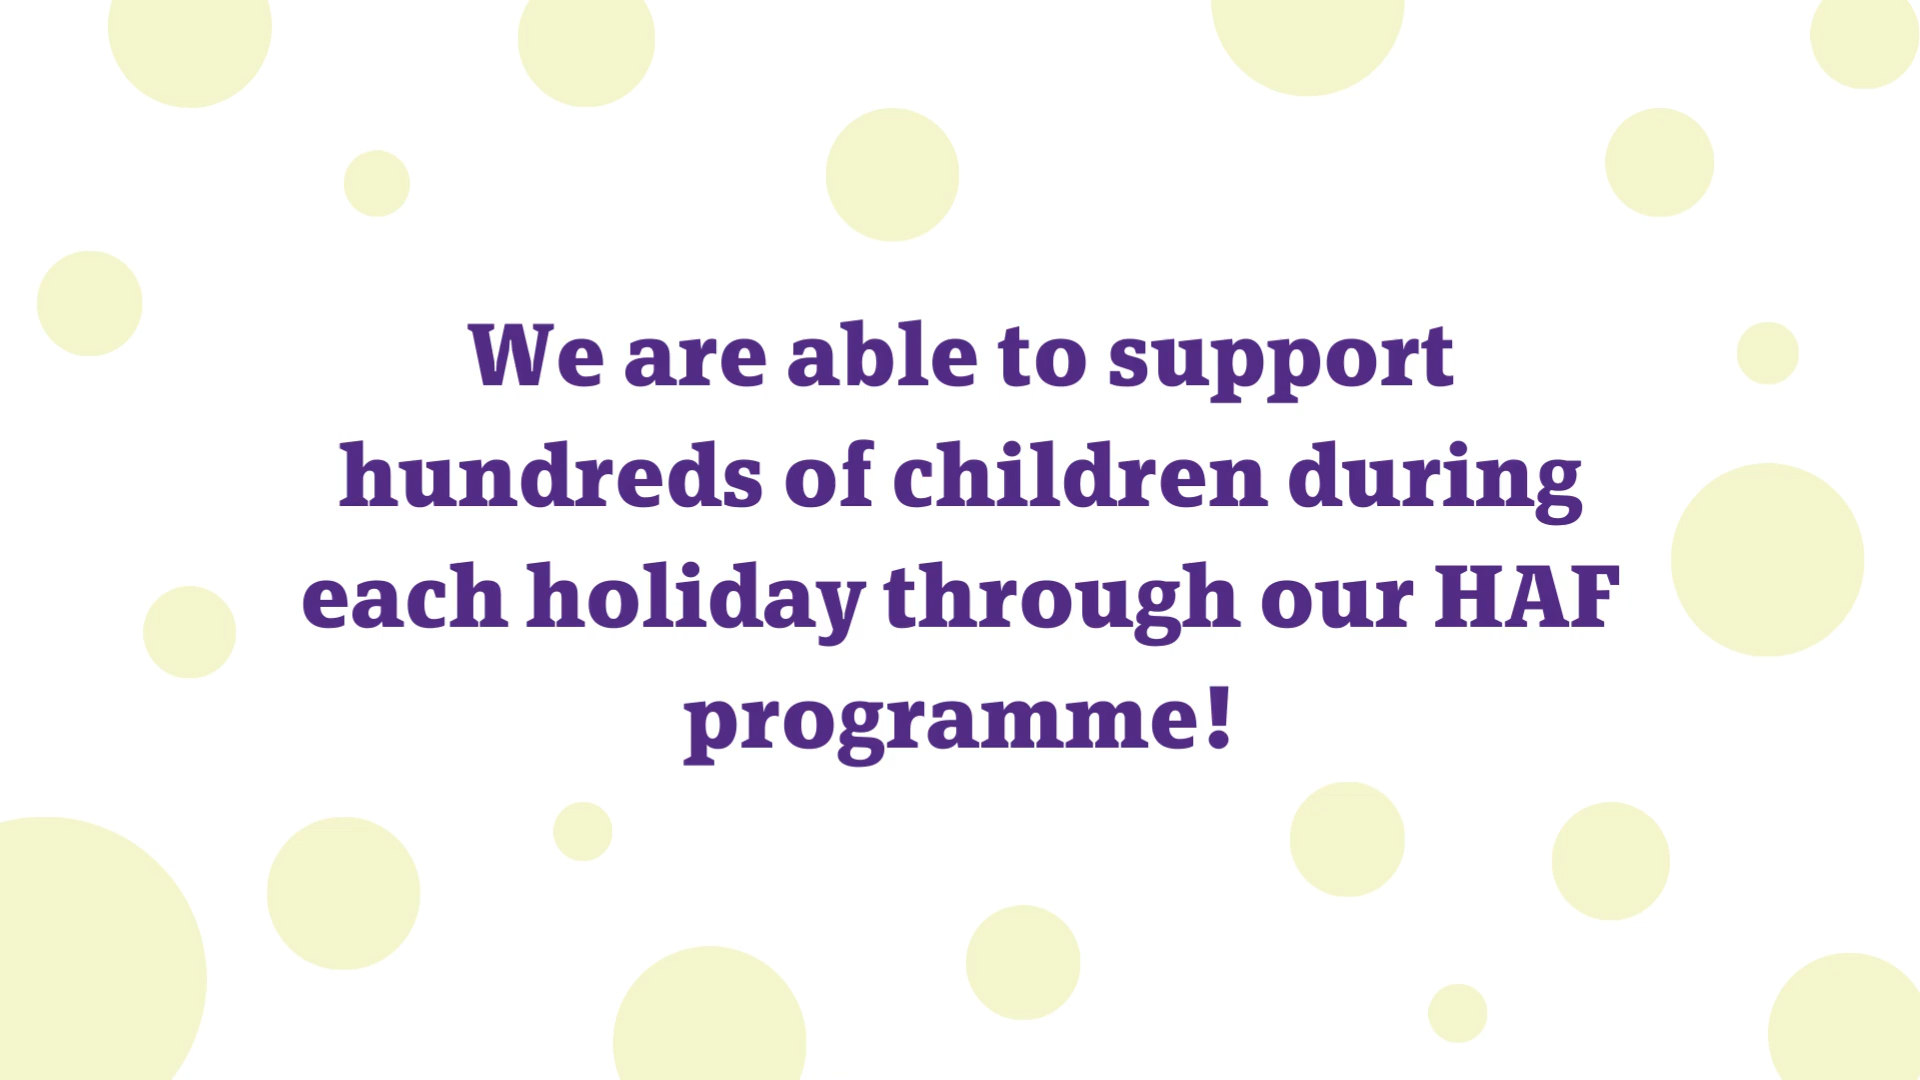 We are able to support
hundreds of children during
each holiday through our HAF
programme!